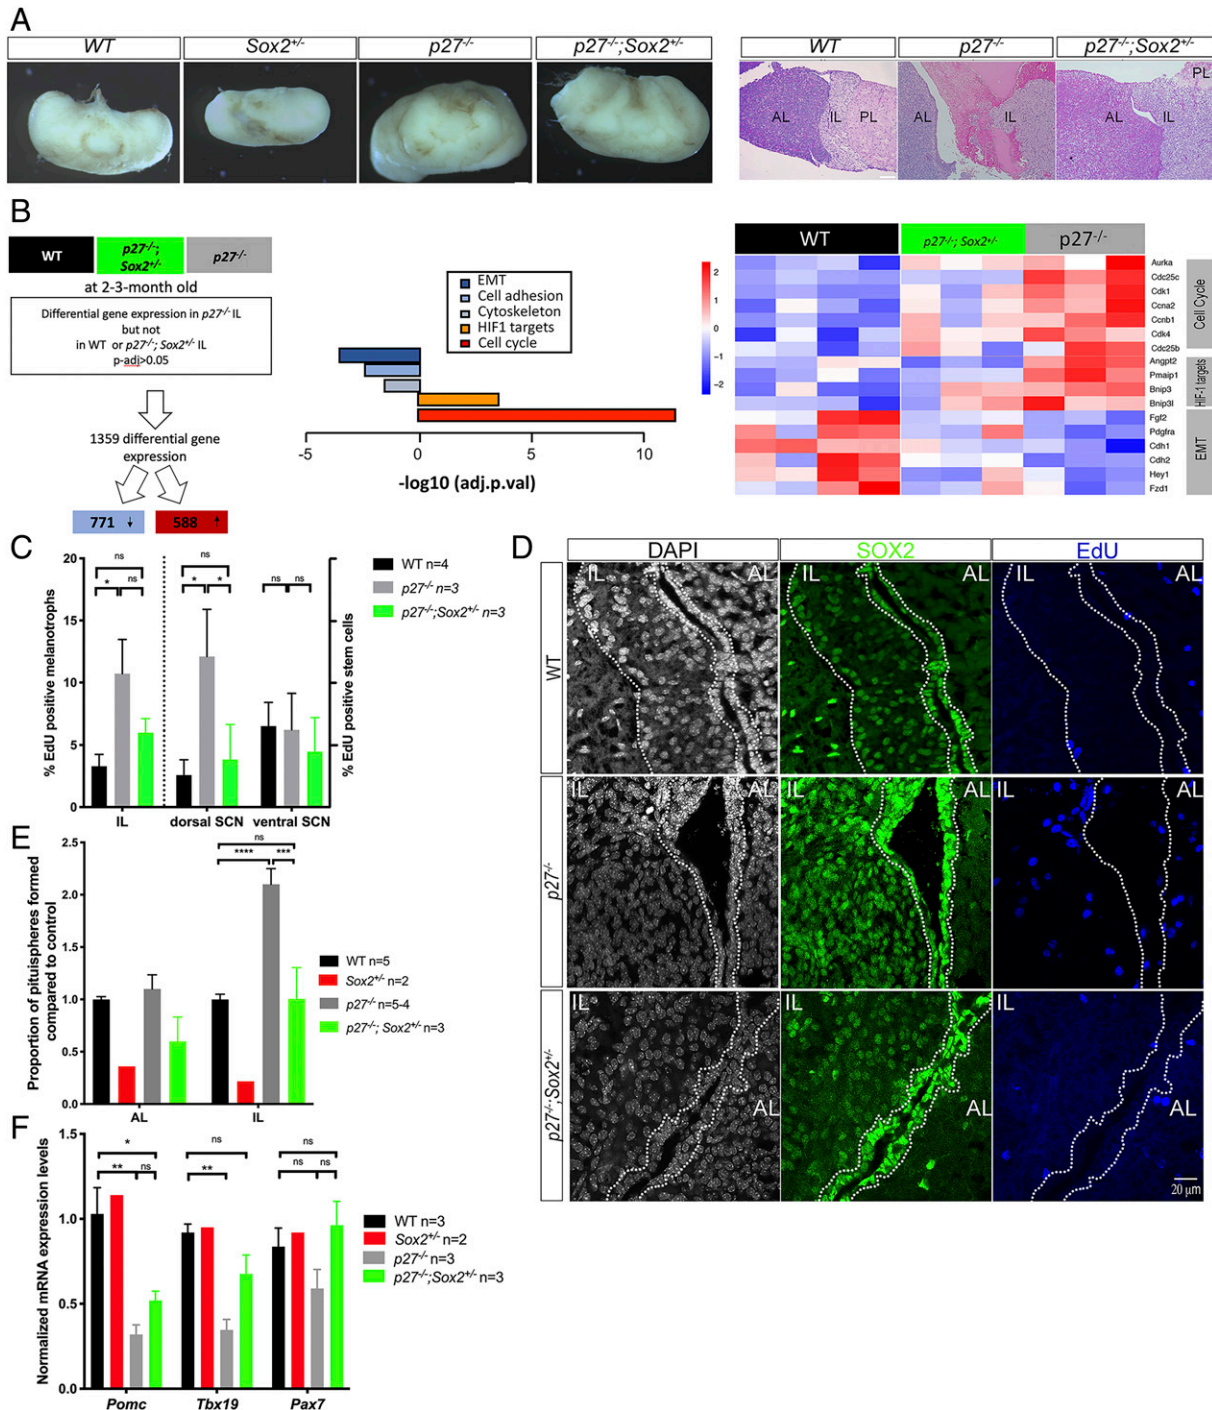 A
WT
Sox2+/-
p27-/-
p27-/-;Sox2+/-
WT
p27-/-
p27-/-;Sox2+/-
AL
IL
PL
AL
IL
AL
IL
PL
B
WT
p27-/-;
Sox2+/-
p27-/-
at 2-3-month old
Differential gene expression in p27-/- IL
but not
in WT or p27-/-; Sox2+/- IL
p-adj>0.05
1359 differential gene
expression
771 ↓
588 ↑
EMT
Cell adhesion
Cytoskeleton
HIF1 targets
Cell cycle
-5
0
5
10
-log10 (adj.p.val)
2
1
0
-1
-2
WT
p27-/-; Sox2+/-
p27-/-
Aurka
Cdc25c
Cdk1
Ccna2
Ccnb1
Cdk4
Cdc25b
Angpt2
Pmaip1
Bnip3
Bnip3l
Fgf2
Pdgfra
Cdh1
Cdh2
Hey1
Fzd1
Cell Cycle
HIF-1 targets
EMT
C
% EdU positive melanotrophs
20
15
10
5
0
ns
* ns
ns
* *
ns ns
IL
dorsal SCN
ventral SCN
% EdU positive stem cells
WT n=4
p27-/- n=3
p27-/-;Sox2+/- n=3
D
DAPI
SOX2
EdU
WT
IL
AL
IL
AL
IL
AL
p27-/-
IL
AL
IL
AL
IL
AL
p27-/-;Sox2+/-
IL
AL
IL
AL
IL
AL
20 µm
E
Proportion of pituispheres formed
compared to control
2.5
2.0
1.5
1.0
0.5
0.0
ns
**** ***
AL
IL
WT n=5
Sox2+/- n=2
p27-/- n=5-4
p27-/-; Sox2+/- n=3
F
Normalized mRNA expression levels
1.5
1.0
0.5
0.0
*
** ns
ns
**
ns
ns ns
Pomc
Tbx19
Pax7
WT n=3
Sox2+/- n=2
p27-/- n=3
p27-/-;Sox2+/- n=3